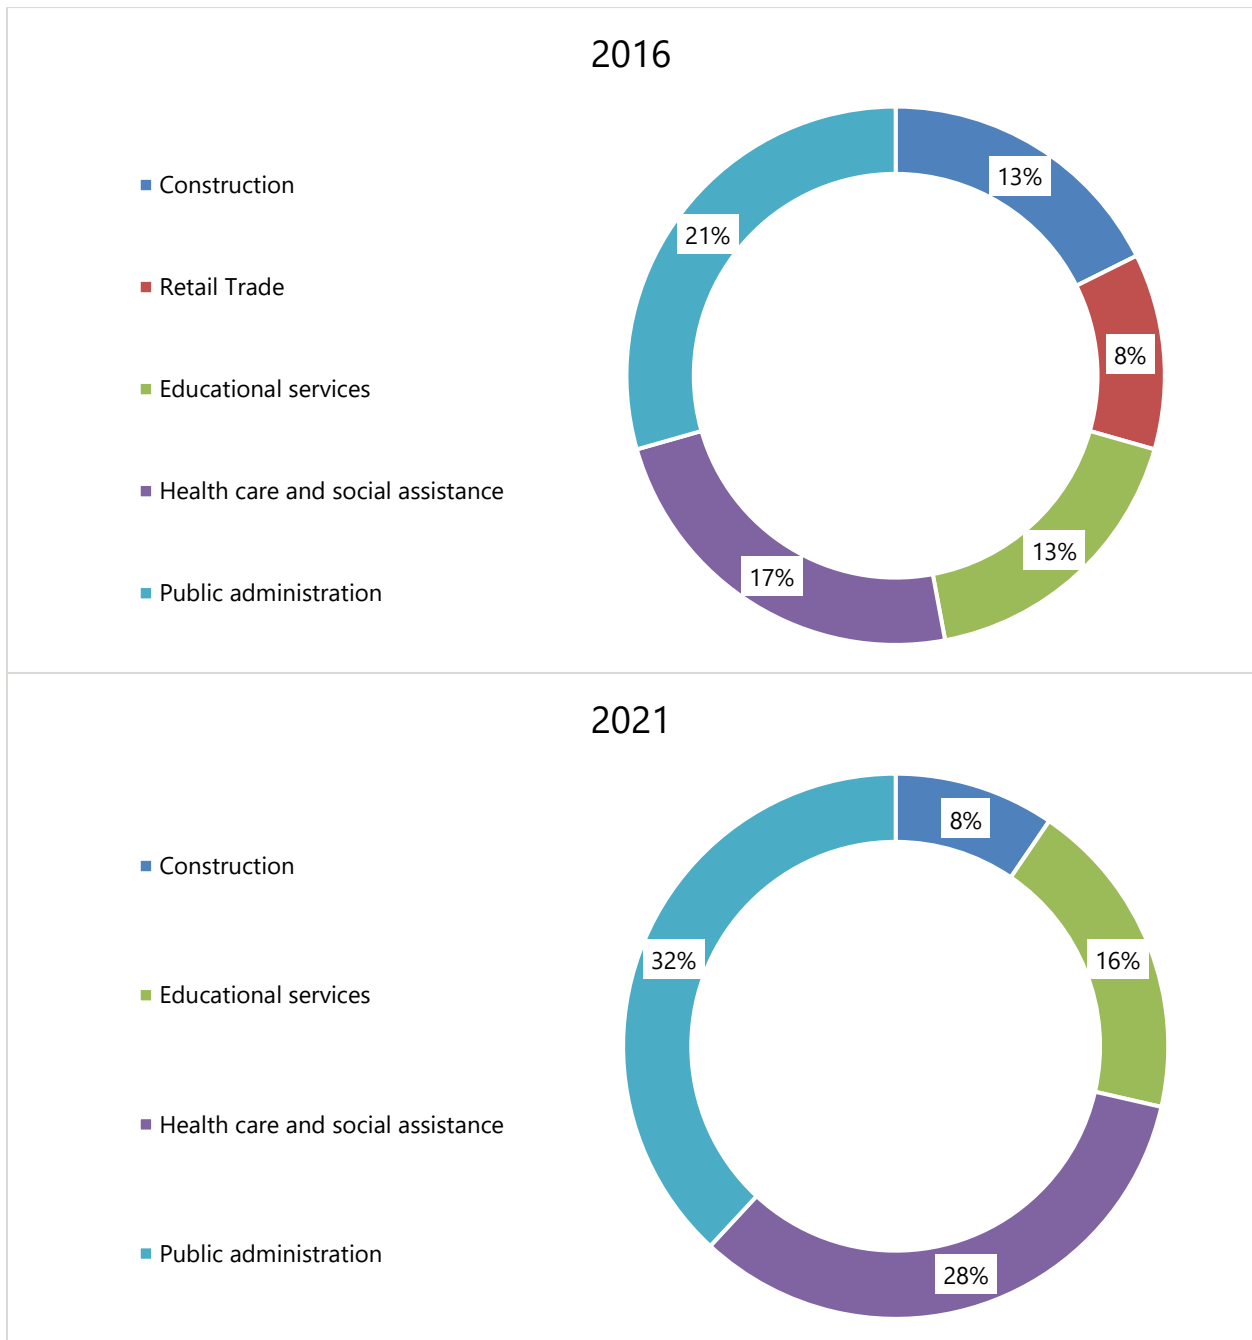 2016
Construction
Retail Trade
Educational services
Health care and social assistance
Public administration
13%
8%
13%
17%
21%
2021
Construction
Educational services
Health care and social assistance
Public administration
8%
16%
28%
32%